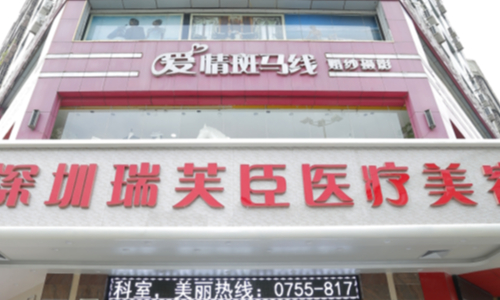 爱情斑马线 婚纱摄影
深圳瑞芙臣医疗美容
科室，美丽热线：0755-817